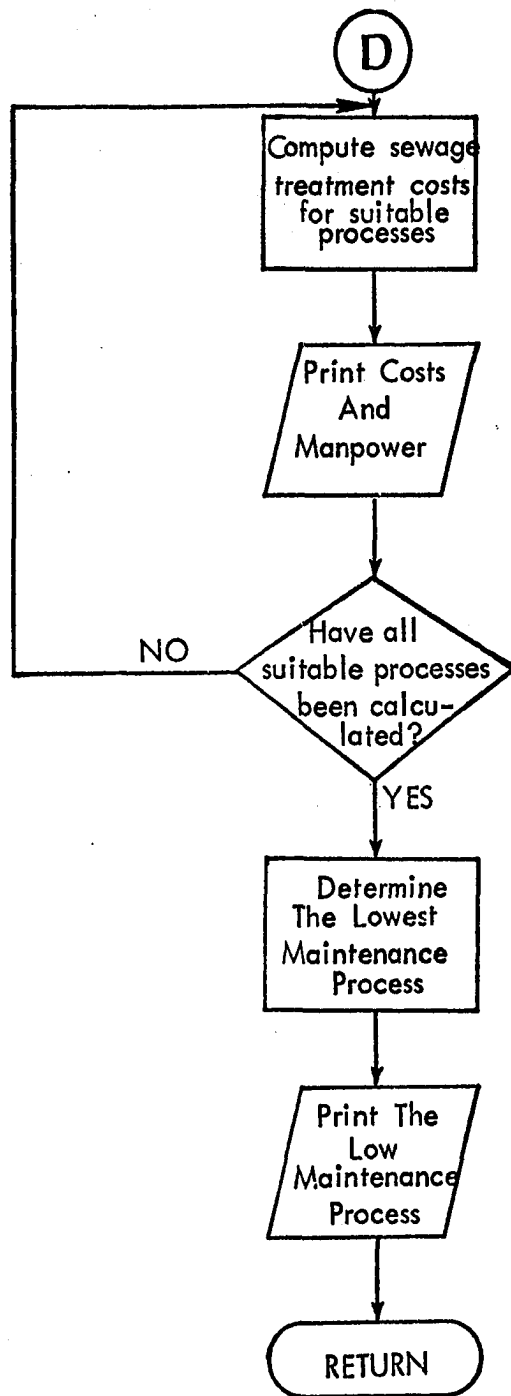 D
Compute sewage
treatment costs
for suitable
processes
Print Costs
And
Manpower
Have all
suitable processes
been calcu-
lated?
NO
YES
Determine
The Lowest
Maintenance
Process
Print The
Low
Maintenance
Process
RETURN